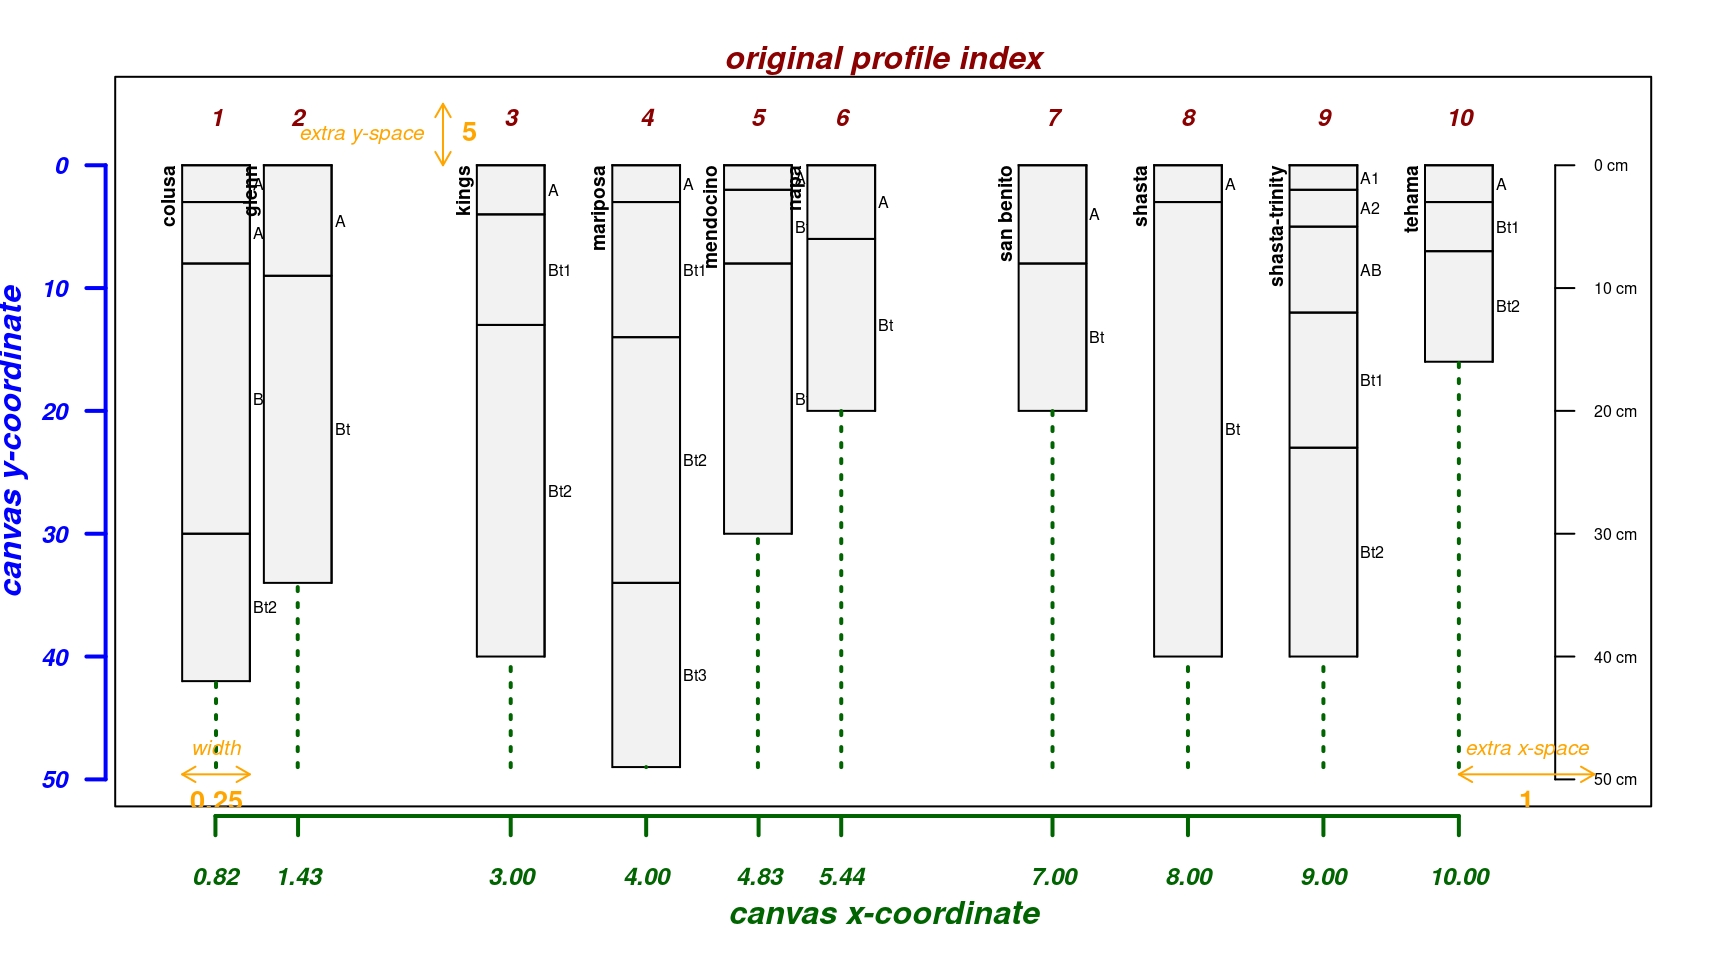 original profile index
1 2 3 4 5 6 7 8 9 10
extra y-space 5
canvas y-coordinate
0
10
20
30
40
50
colusa
A
A
Bt2
glenn
A
Bt
kings
A
Bt1
Bt2
mariposa
A
Bt1
Bt2
Bt3
mendocino
napa
A
Bt
san benito
A
Bt
shasta
A
Bt
shasta-trinity
A1
A2
AB
Bt1
Bt2
tehama
A
Bt1
Bt2
0 cm
10 cm
20 cm
30 cm
40 cm
50 cm
width
0.25
extra x-space
1
0.82 1.43 3.00 4.00 4.83 5.44 7.00 8.00 9.00 10.00
canvas x-coordinate